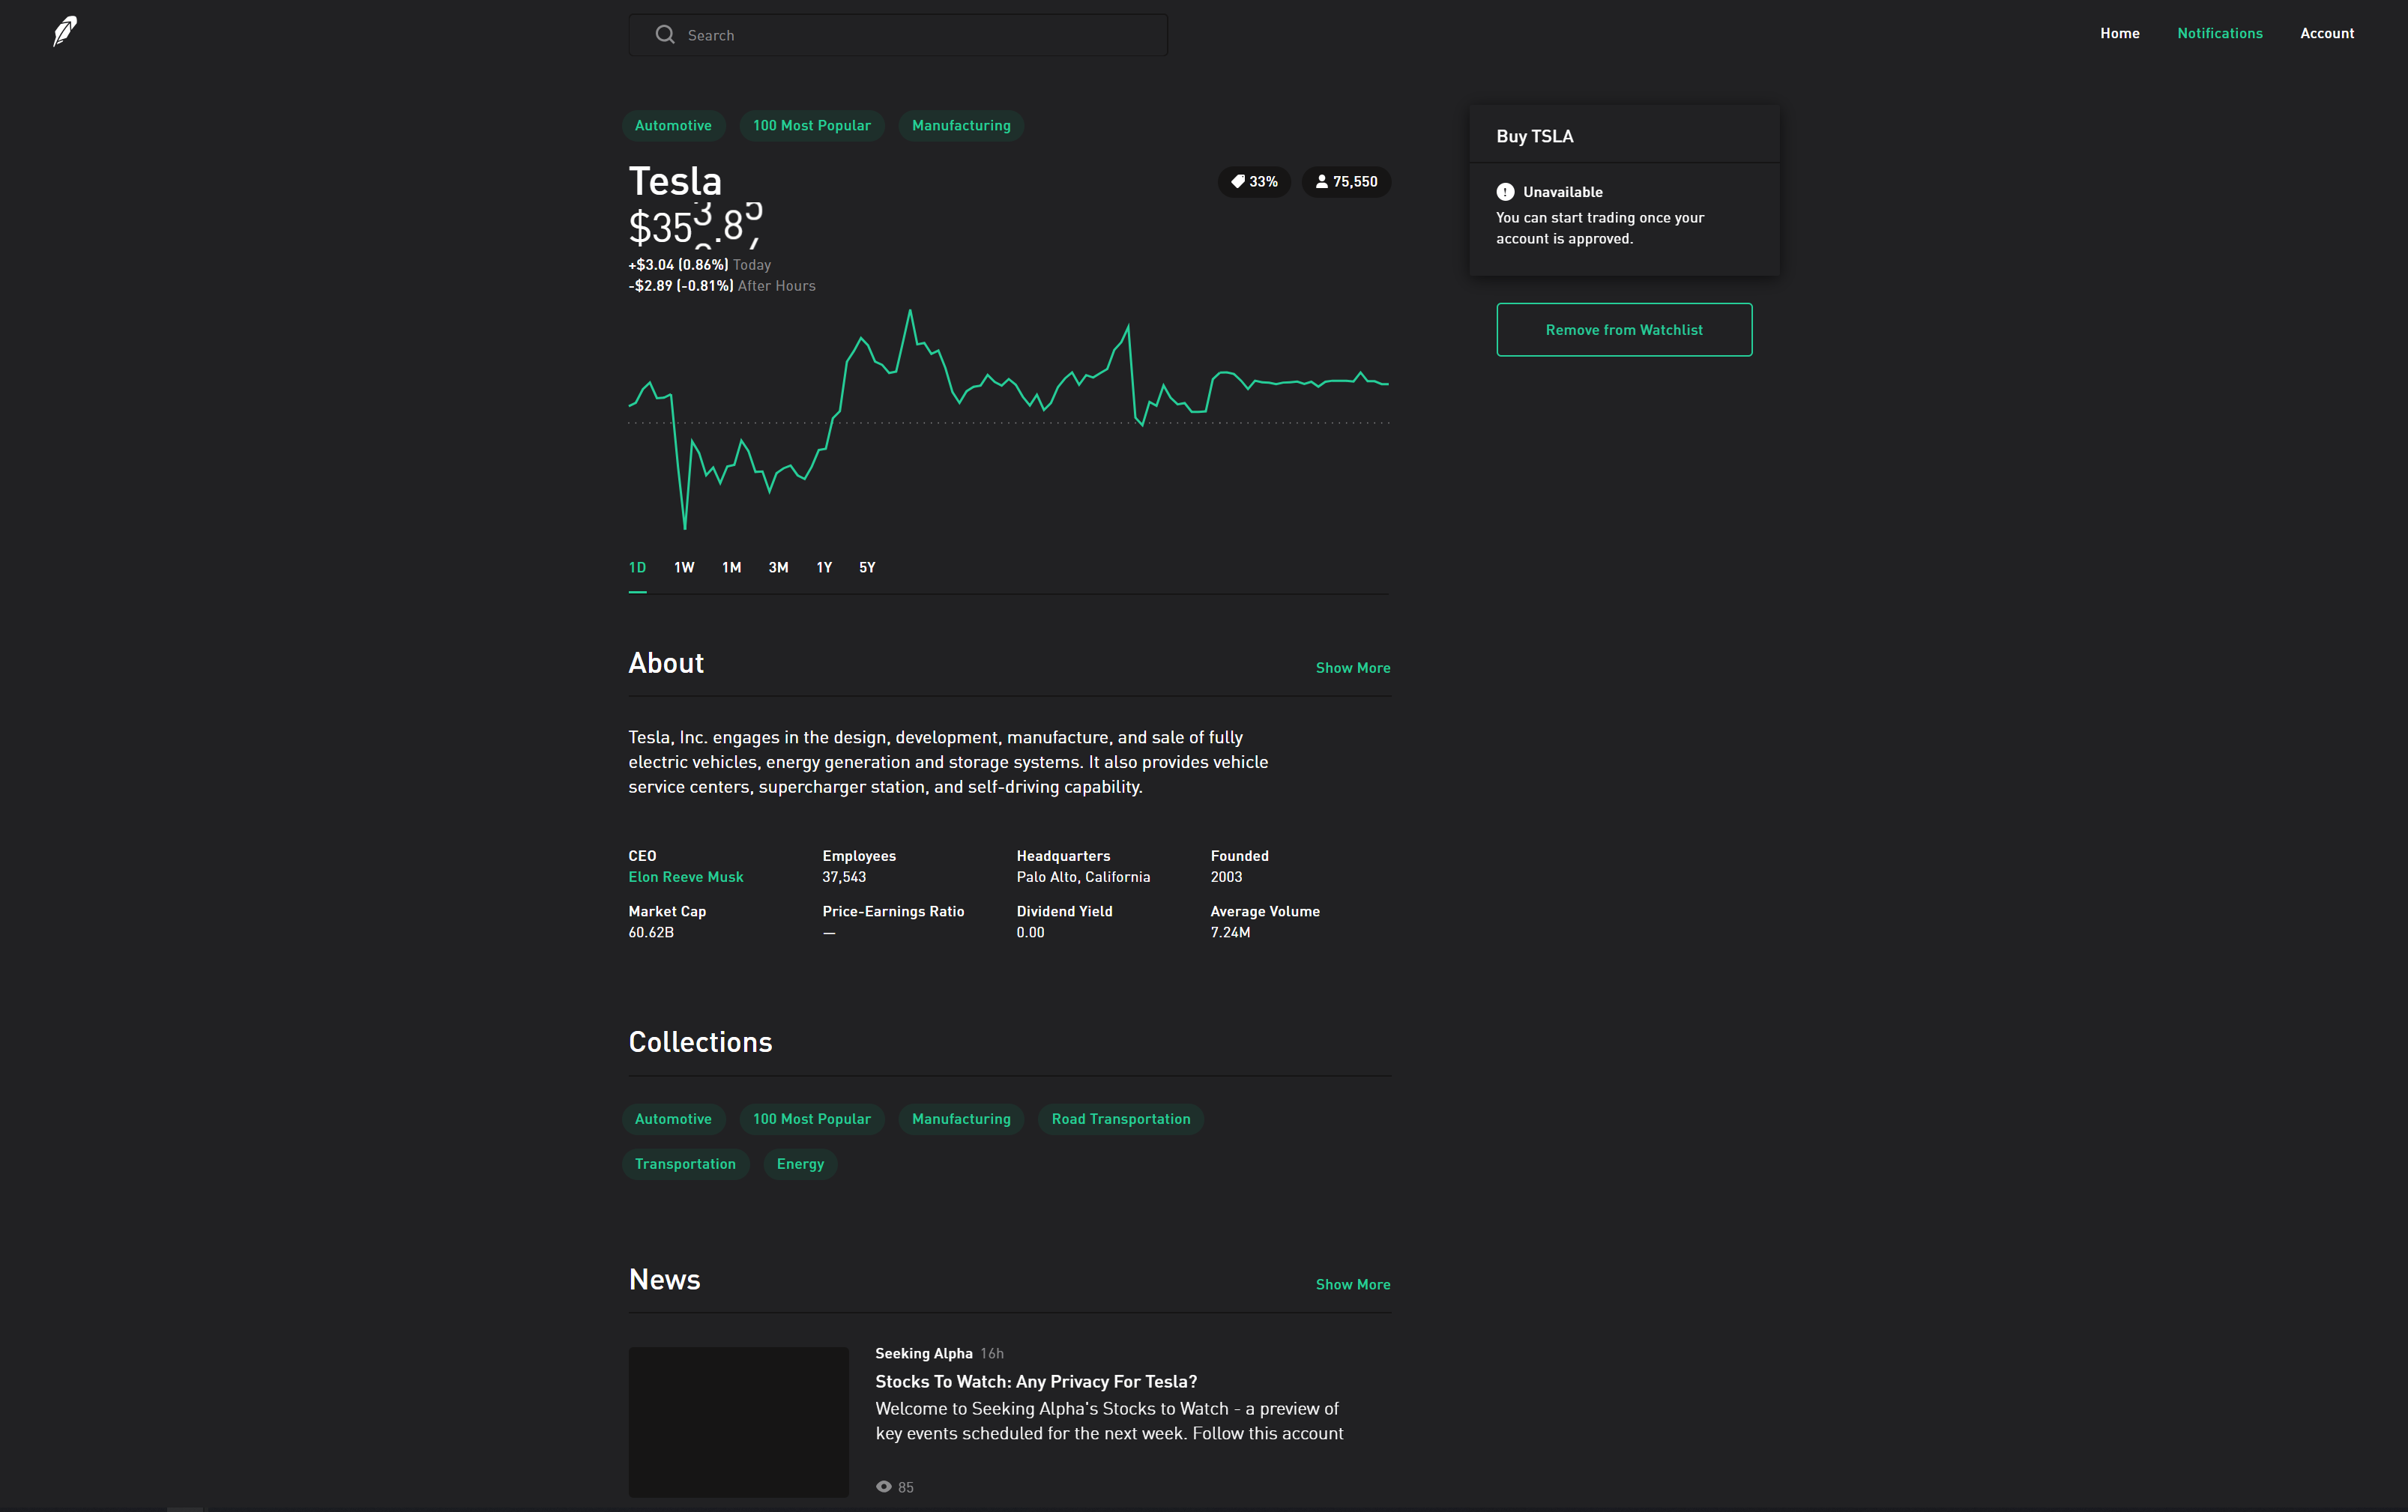 Search
Home Notifications Account
Automotive 100 Most Popular Manufacturing
Buy TSLA
Tesla
33% 75,550
Unavailable
You can start trading once your
account is approved.
+$3.04 (0.86%) Today
-$2.89 (-0.81%) After Hours
Remove from Watchlist
1D 1W 1M 3M 1Y 5Y
About Show More
Tesla, Inc. engages in the design, development, manufacture, and sale of fully
electric vehicles, energy generation and storage systems. It also provides vehicle
service centers, supercharger station, and self-driving capability.
CEO Employees Headquarters Founded
Elon Reeve Musk 37,543 Palo Alto, California 2003
Market Cap Price-Earnings Ratio Dividend Yield Average Volume
60.62B — 0.00 7.24M
Collections
Automotive 100 Most Popular Manufacturing Road Transportation
Transportation Energy
News Show More
Seeking Alpha 16h
Stocks To Watch: Any Privacy For Tesla?
Welcome to Seeking Alpha's Stocks to Watch - a preview of
key events scheduled for the next week. Follow this account
85